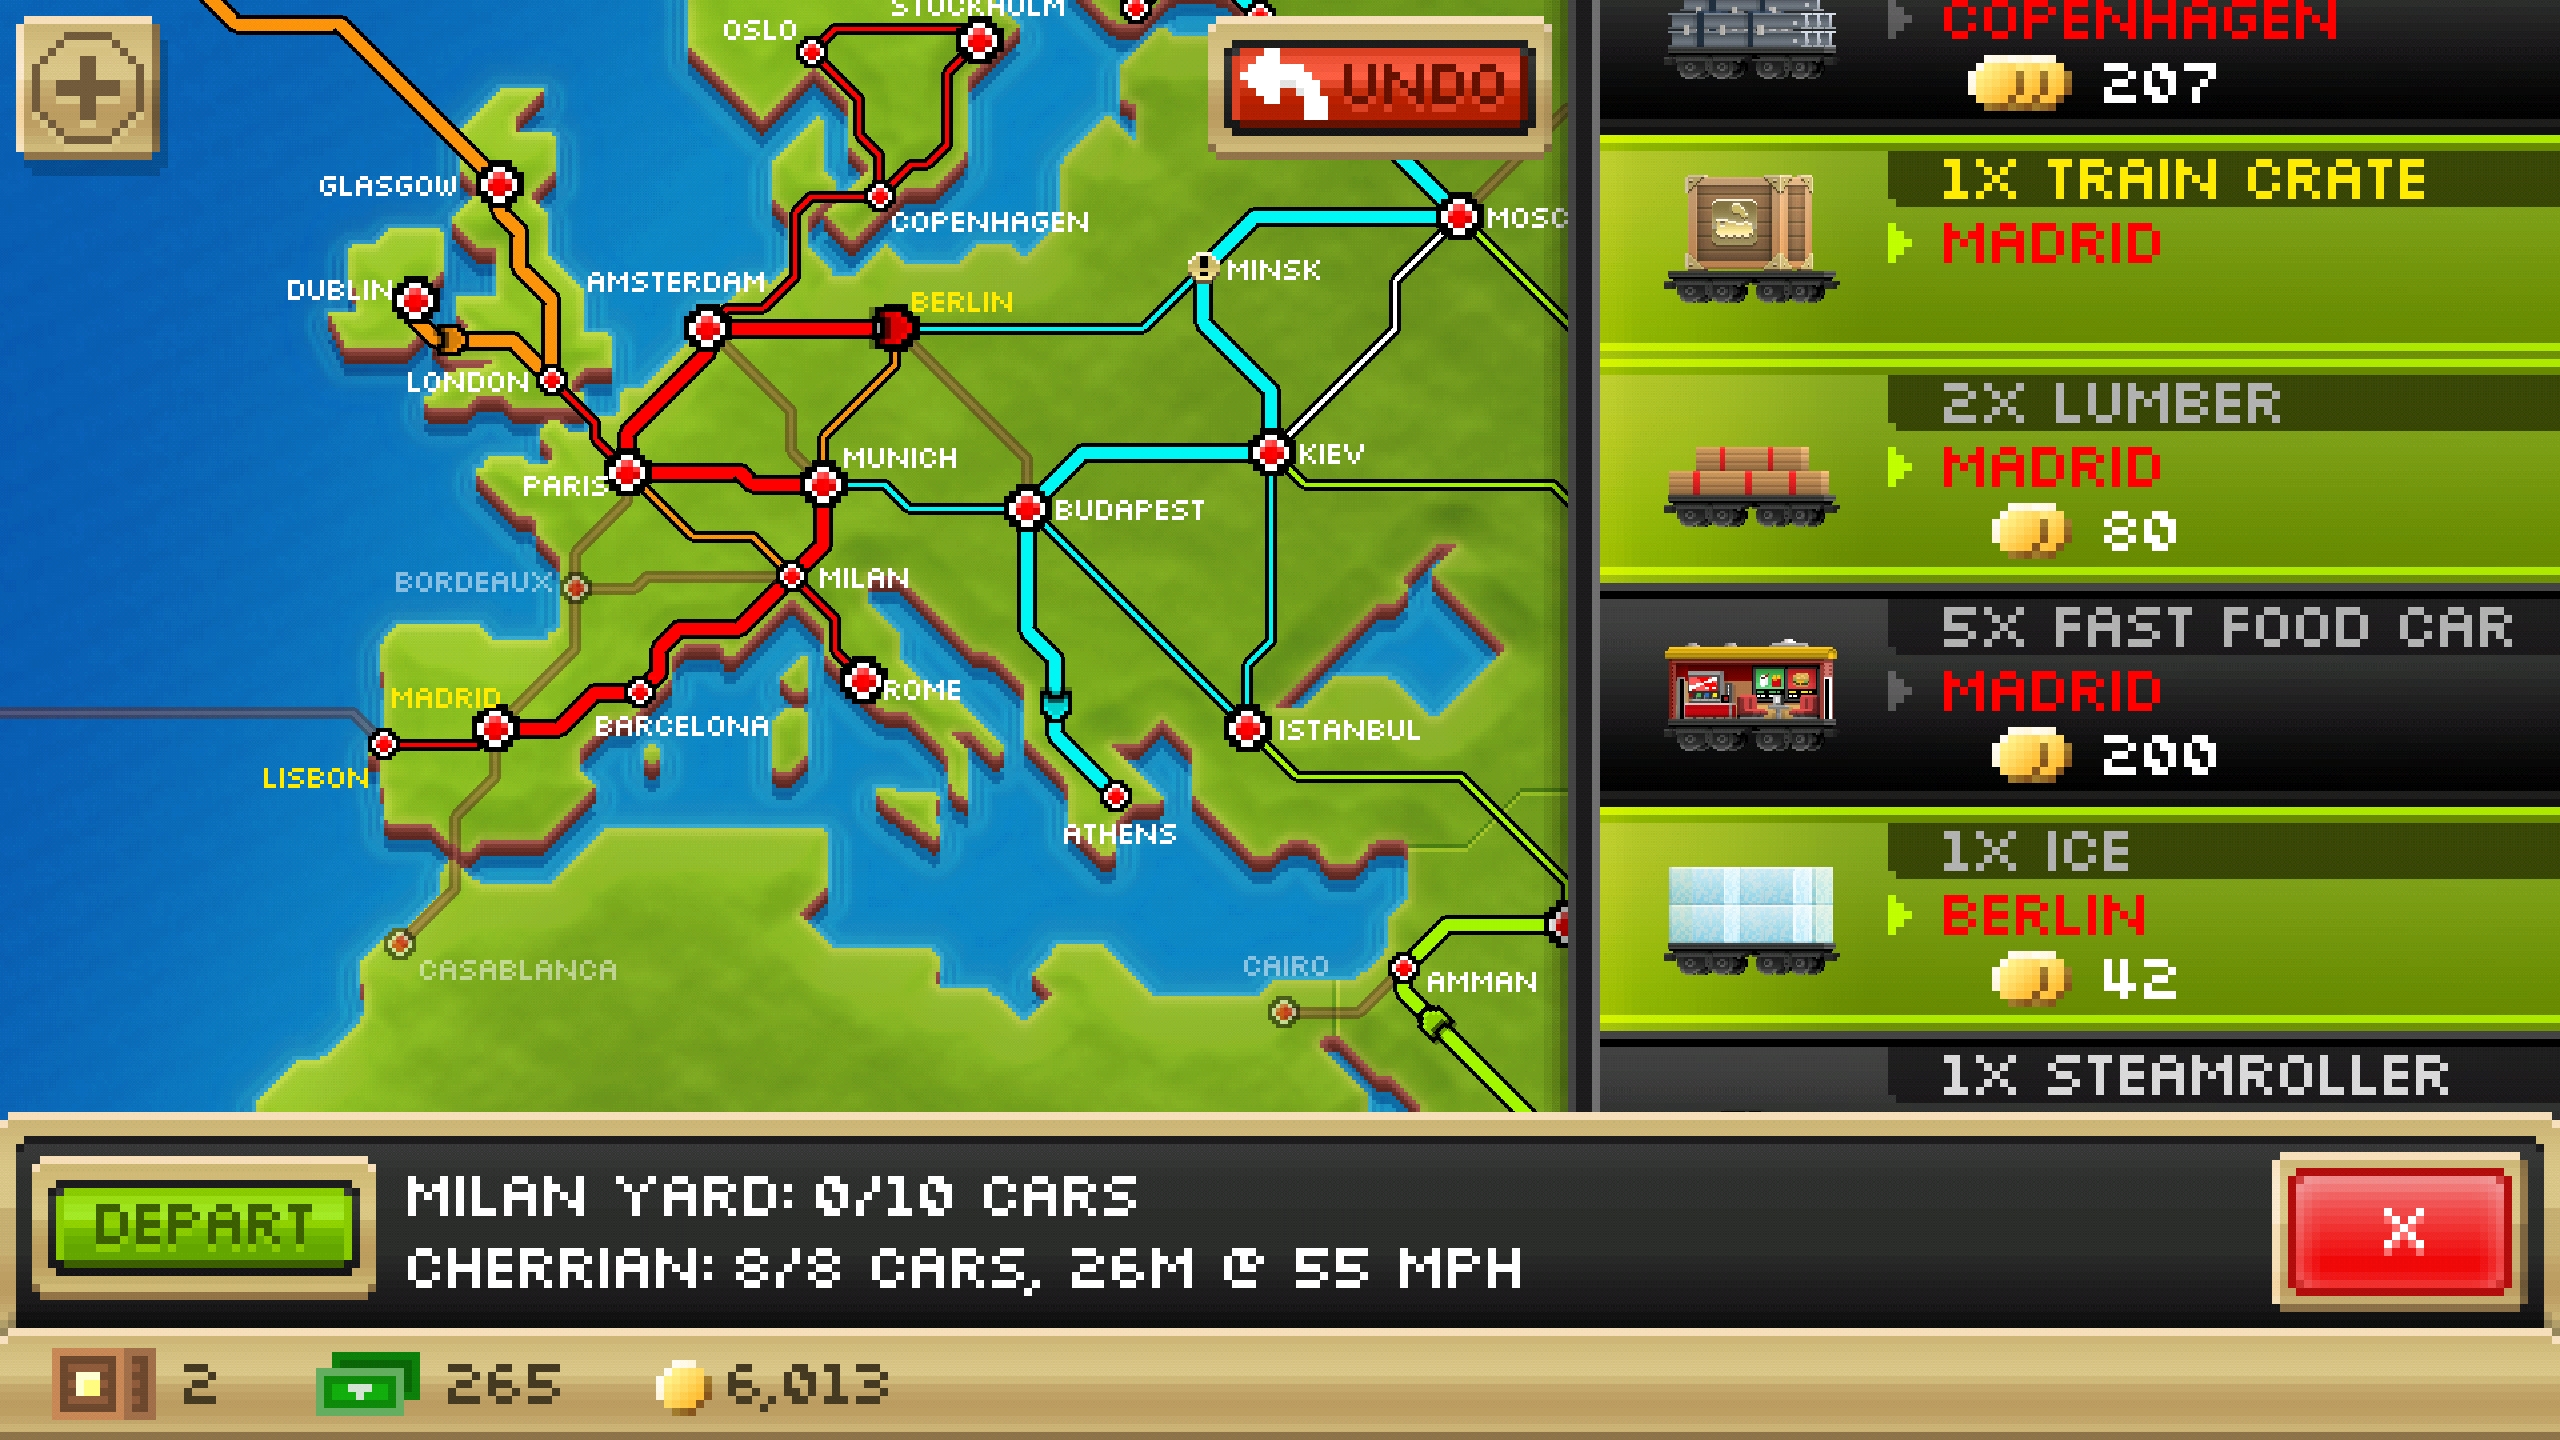 STOCKHOLM
OSLO
UNDO
GLASGOW
COPENHAGEN
MOSC
DUBLIN
AMSTERDAM
BERLIN
MINSK
LONDON
MUNICH
PARIS
KIEV
BUDAPEST
BORDEAUX
MILAN
MADRID
ROME
BARCELONA
ISTANBUL
LISBON
ATHENS
CASABLANCA
CAIRO
AMMAN
COPENHAGEN
207
1X TRAIN CRATE
MADRID
2X LUMBER
MADRID
80
5X FAST FOOD CAR
MADRID
200
1X ICE
BERLIN
42
1X STEAMROLLER
DEPART
MILAN YARD: 0/10 CARS
CHERRIAN: 8/8 CARS, 26M @ 55 MPH
X
2
265
6,013